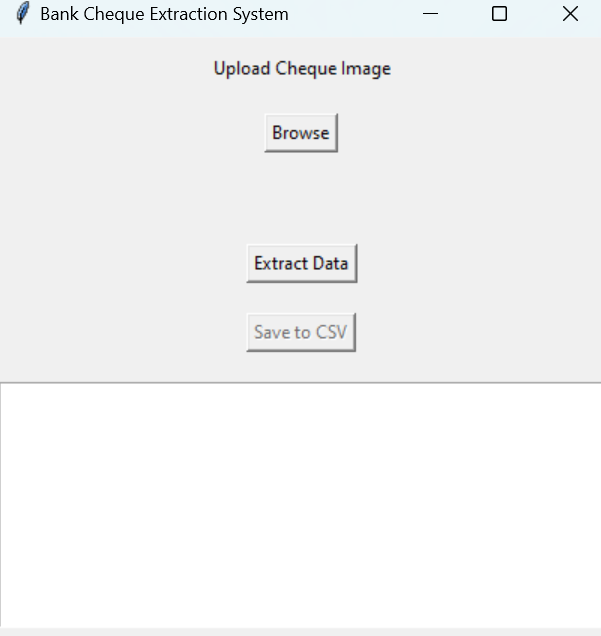 Bank Cheque Extraction System
Upload Cheque Image
Browse
Extract Data
Save to CSV